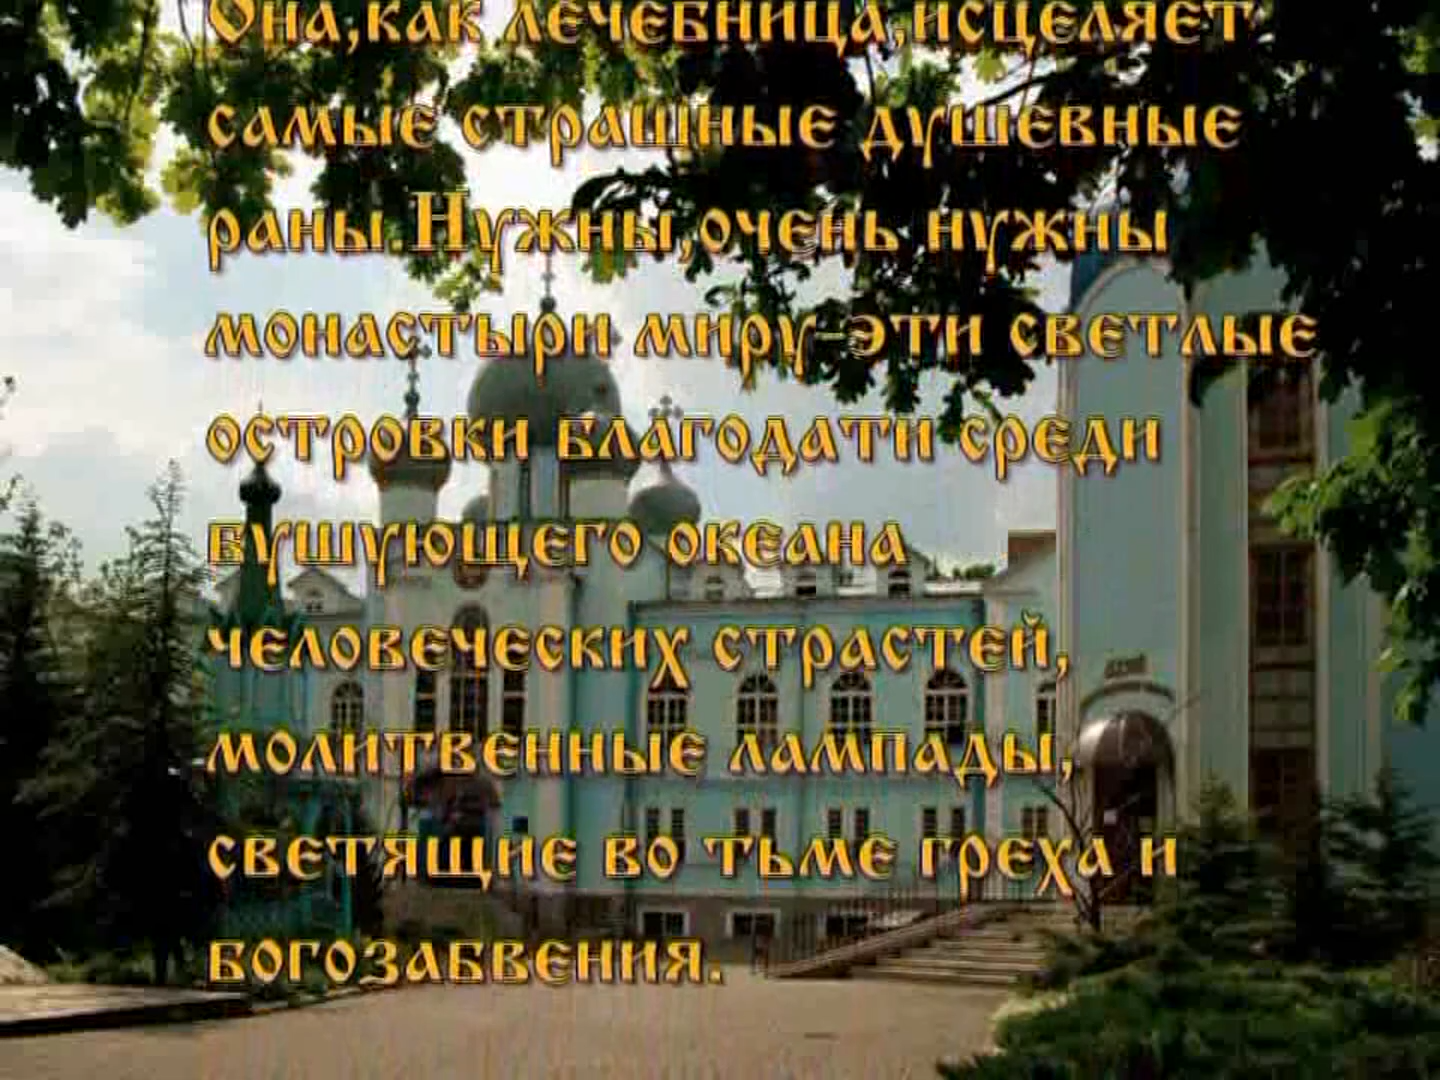 Она,как лечебница,исцеляет
самые страшные душевные
раны.Нужны,очень нужны
монастыри миру-эти светлые
островки благодати среди
бушующего океана
человеческих страстей,
молитвенные лампады,
светящие во тьме греха и
богозабвения.